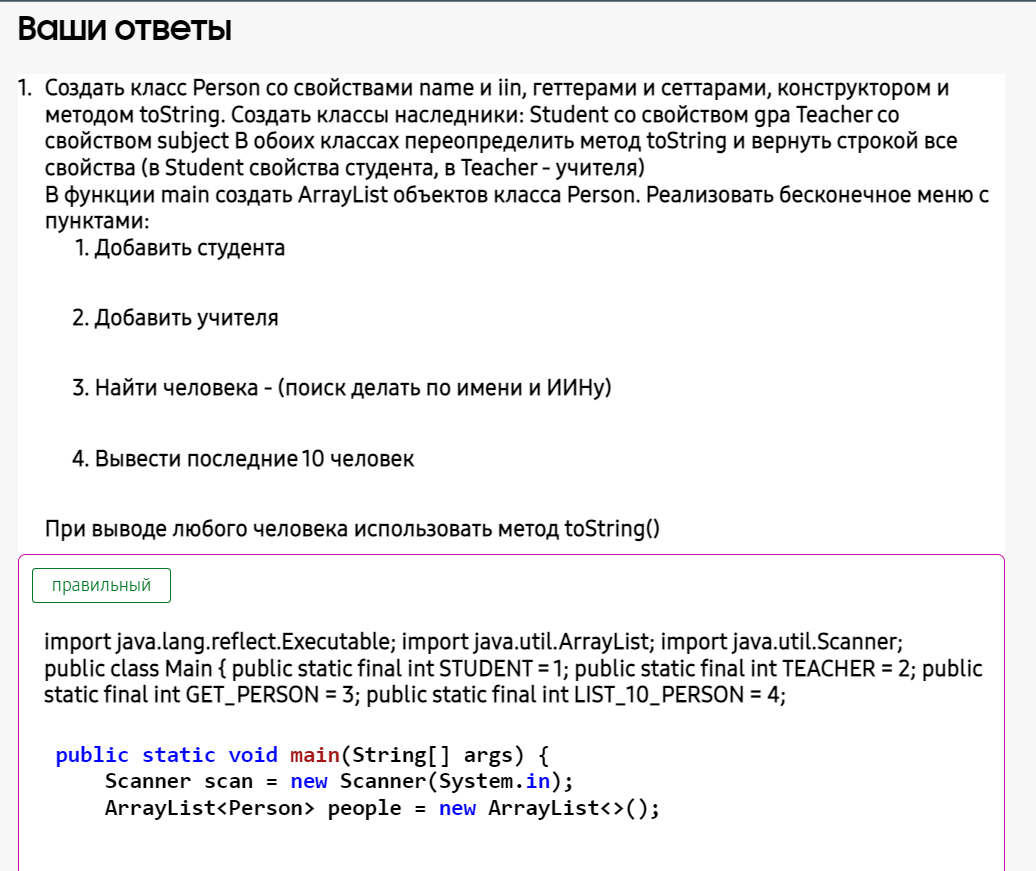 Ваши ответы
1. Создать класс Person со свойствами name и iin, геттерами и сеттарами, конструктором и
методом toString. Создать классы наследники: Student со свойством gpa Teacher со
свойством subject В обоих классах переопределить метод toString и вернуть строкой все
свойства (в Student свойства студента, в Teacher - учителя)
В функции main создать ArrayList объектов класса Person. Реализовать бесконечное меню с
пунктами:
1. Добавить студента
2. Добавить учителя
3. Найти человека - (поиск делать по имени и ИИНу)
4. Вывести последние 10 человек
При выводе любого человека использовать метод toString()
правильный
import java.lang.reflect.Executable; import java.util.ArrayList; import java.util.Scanner;
public class Main { public static final int STUDENT = 1; public static final int TEACHER = 2; public
static final int GET_PERSON = 3; public static final int LIST_10_PERSON = 4;
public static void main(String[] args) {
Scanner scan = new Scanner(System.in);
ArrayList<Person> people = new ArrayList<>();